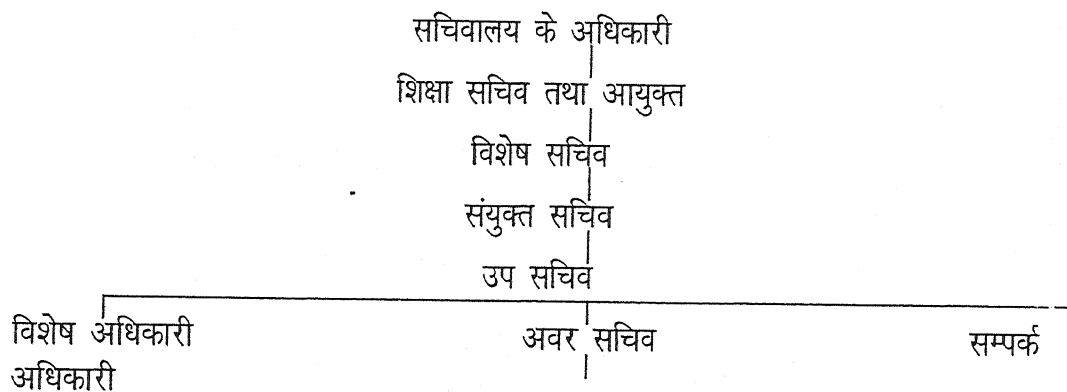 सचिवालय के अधिकारी
शिक्षा सचिव तथा आयुक्त
विशेष सचिव
संयुक्त सचिव
उप सचिव
विशेष अधिकारी अवर सचिव सम्पर्क
अधिकारी